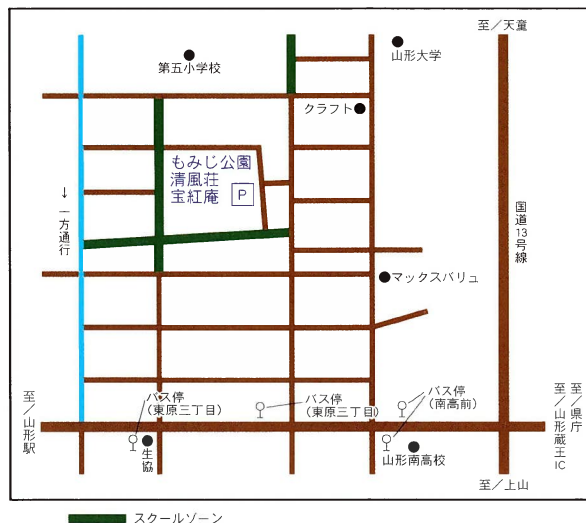 至／天童
第五小学校
山形大学
クラフト
もみじ公園
清風荘
宝紅庵
P
↓一方通行
国道13号線
マックスバリュ
バス停
(東原三丁目)
バス停
(東原三丁目)
バス停
(南高前)
至／山形駅
生協
山形南高校
至／県庁
至／山形蔵王IC
至／上山
スクールゾーン